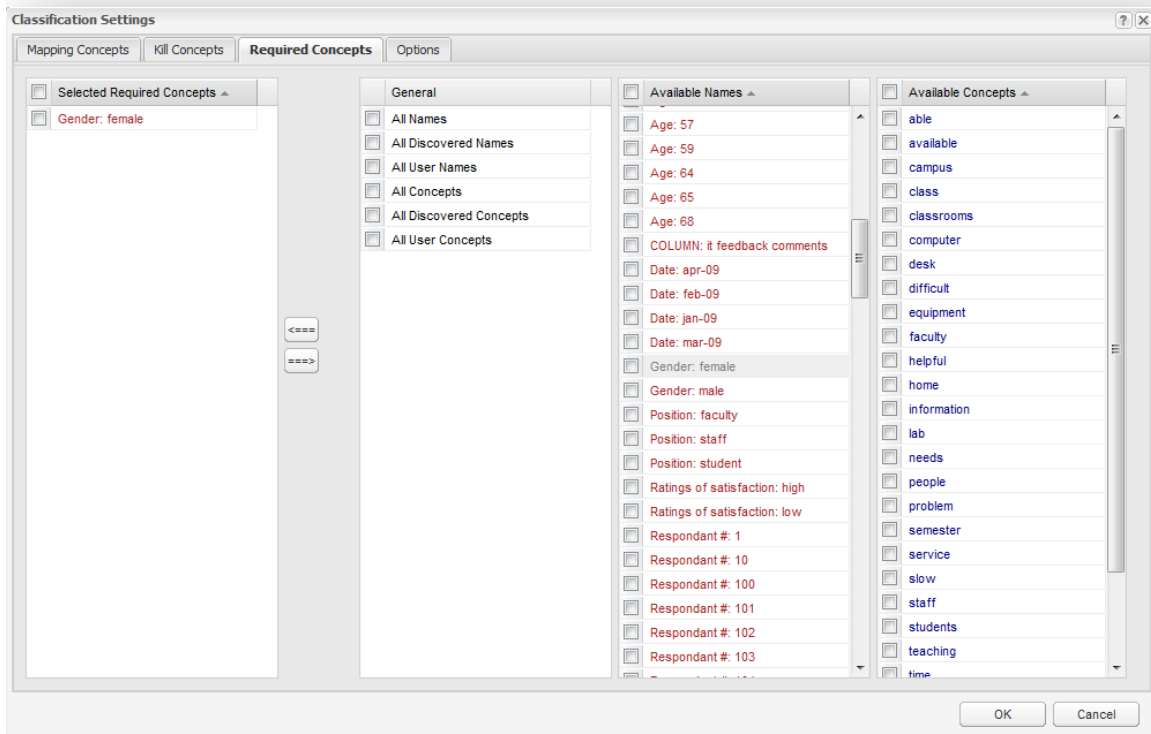 Classification Settings
?
Mapping Concepts
Kill Concepts
Required Concepts
Options
Selected Required Concepts
Gender: female
<===
===>
General
All Names
All Discovered Names
All User Names
All Concepts
All Discovered Concepts
All User Concepts
Available Names
Age: 57
Age: 59
Age: 64
Age: 65
Age: 68
COLUMN: it feedback comments
Date: apr-09
Date: feb-09
Date: jan-09
Date: mar-09
Gender: female
Gender: male
Position: faculty
Position: staff
Position: student
Ratings of satisfaction: high
Ratings of satisfaction: low
Respondant #: 1
Respondant #: 10
Respondant #: 100
Respondant #: 101
Respondant #: 102
Respondant #: 103
Available Concepts
able
available
campus
class
classrooms
computer
desk
difficult
equipment
faculty
helpful
home
information
lab
needs
people
problem
semester
service
slow
staff
students
teaching
time
OK
Cancel